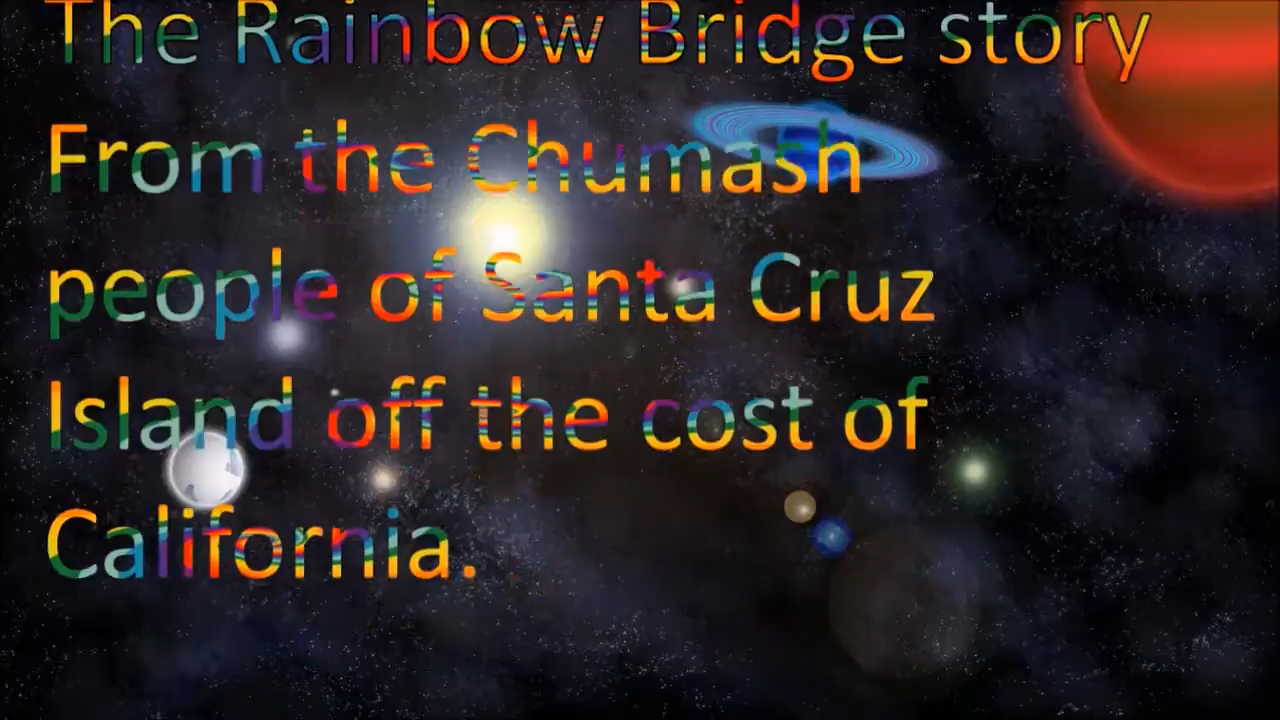 The Rainbow Bridge story
From the Chumash
people of Santa Cruz
Island off the cost of
California.